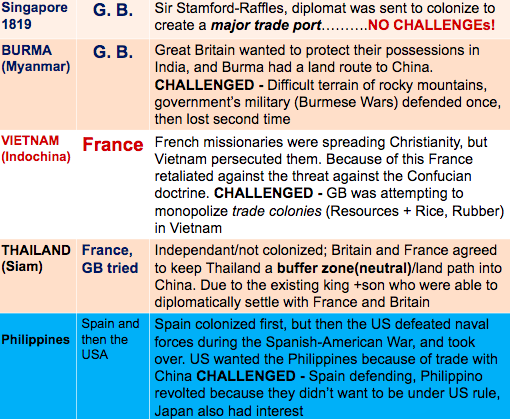 Singapore
1819
G. B.
Sir Stamford-Raffles, diplomat was sent to colonize to
create a major trade port..........NO CHALLENGEs!
BURMA
(Myanmar)
G. B.
Great Britain wanted to protect their possessions in
India, and Burma had a land route to China.
CHALLENGED - Difficult terrain of rocky mountains,
government's military (Burmese Wars) defended once,
then lost second time
VIETNAM
(Indochina)
France
French missionaries were spreading Christianity, but
Vietnam persecuted them. Because of this France
retaliated against the threat against the Confucian
doctrine. CHALLENGED - GB was attempting to
monopolize trade colonies (Resources + Rice, Rubber)
in Vietnam
THAILAND
(Siam)
France,
GB tried
Independant/not colonized; Britain and France agreed
to keep Thailand a buffer zone(neutral)/land path into
China. Due to the existing king +son who were able to
diplomatically settle with France and Britain
Philippines
Spain and
then the
USA
Spain colonized first, but then the US defeated naval
forces during the Spanish-American War, and took
over. US wanted the Philippines because of trade with
China CHALLENGED - Spain defending, Philippino
revolted because they didn't want to be under US rule,
Japan also had interest